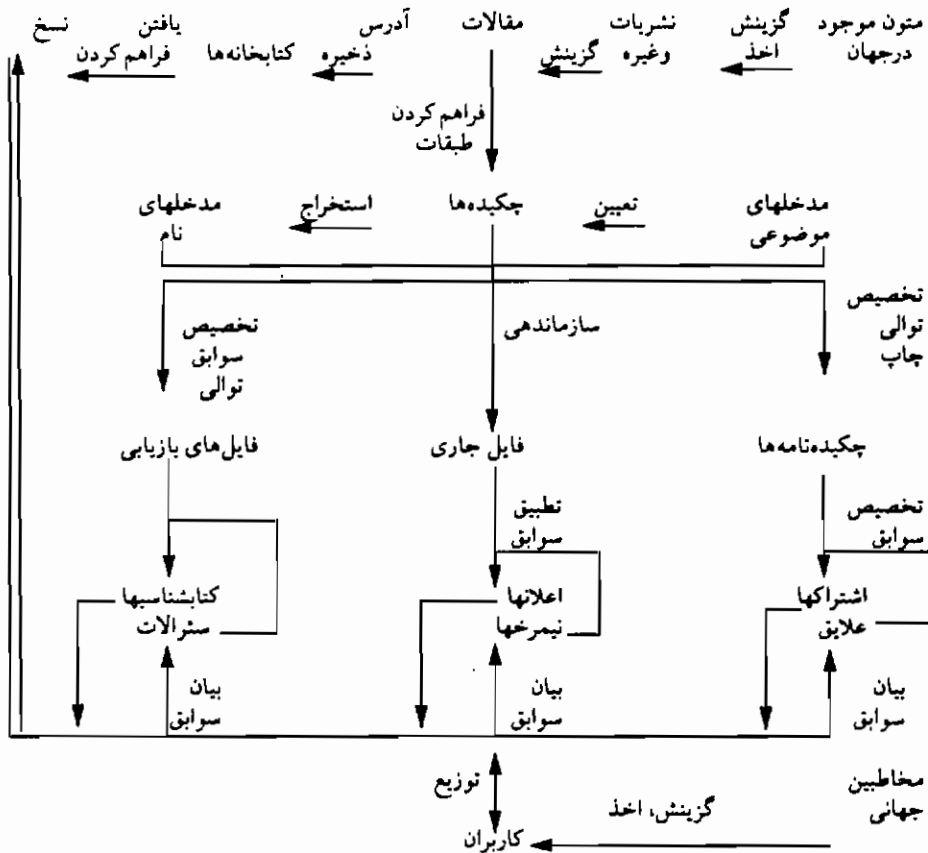 متون موجود
درجهان
گزینش
اخذ
نشریات
وغیره
گزینش
مقالات
آدرس
ذخیره
کتابخانه‌ها
یافتن
فراهم کردن
نسخ
فراهم کردن
طبقات
مدخلهای
موضوعی
تعیین
چکیده‌ها
استخراج
مدخلهای
نام
تخصیص
توالی
چاپ
سازماندهی
تخصیص
سوابق
توالی
چکیده‌نامه‌ها
فایل جاری
فایل‌های بازیابی
تخصیص
سوابق
تطبیق
سوابق
اشتراکها
علایق
اعلانها
نیمرخها
کتابشناسیها
سئرالات
بیان
سوابق
بیان
سوابق
بیان
سوابق
مخاطبین
جهانی
گزینش، اخذ
توزیع
کاربران